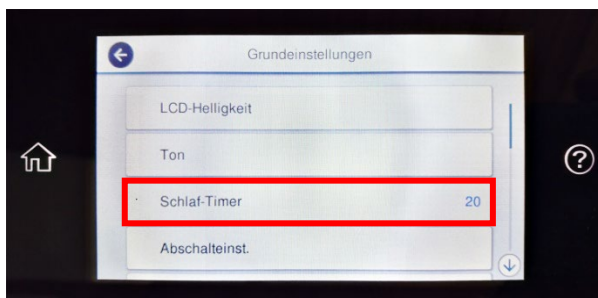 Grundeinstellungen
LCD-Helligkeit
Ton
Schlaf-Timer 20
Abschalteinst.